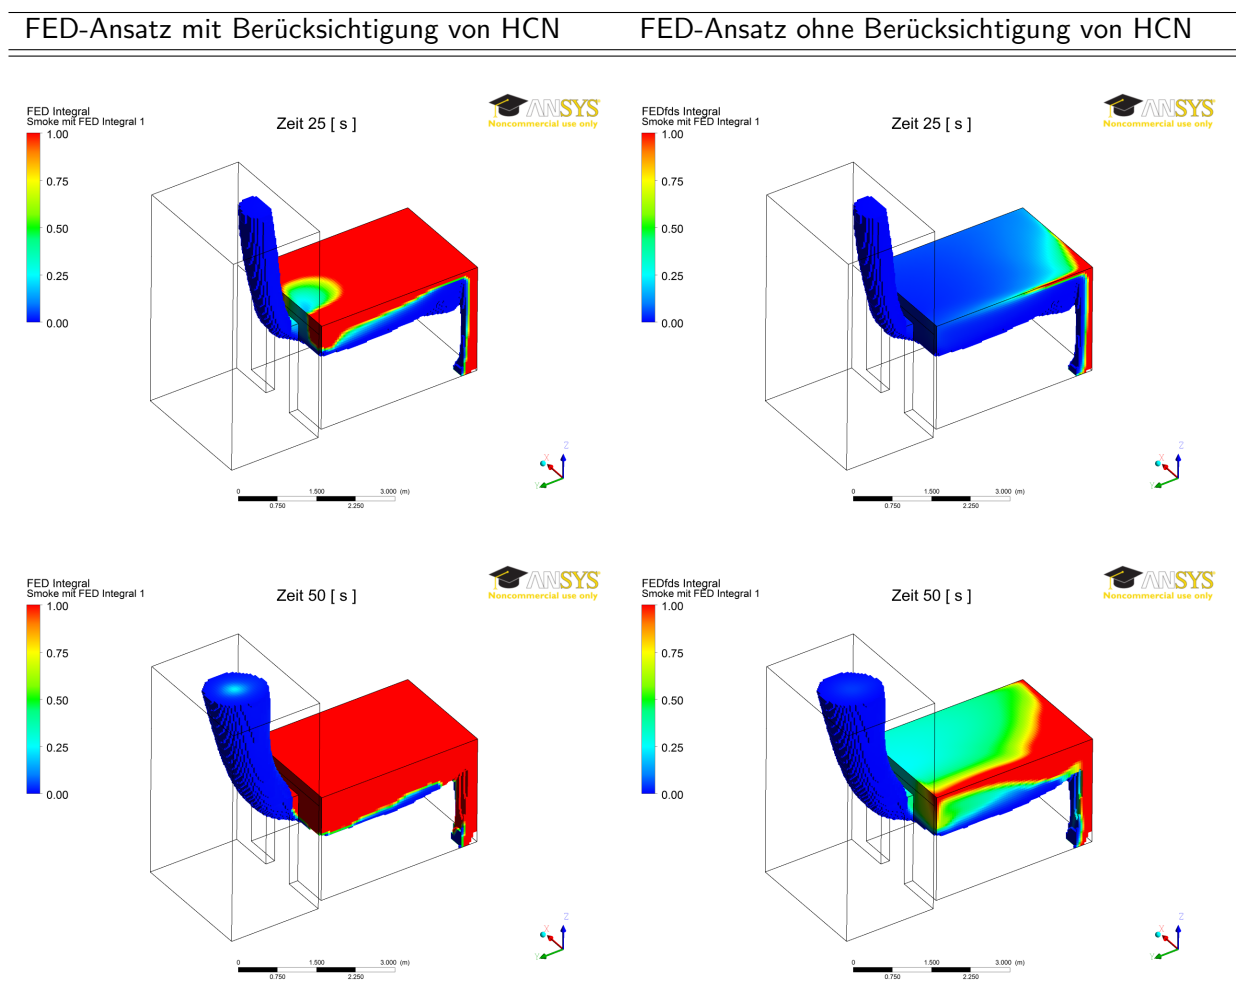 FED-Ansatz mit Berücksichtigung von HCN FED-Ansatz ohne Berücksichtigung von HCN
FED Integral
Smoke mit FED Integral 1
1.00
0.75
0.50
0.25
0.00
Zeit 25 [ s ]
ANSYS
Noncommercial use only
Z
X
Y
0 1.500 3.000 (m)
0.750 2.250
FEDfds Integral
Smoke mit FED Integral 1
1.00
0.75
0.50
0.25
0.00
Zeit 25 [ s ]
ANSYS
Noncommercial use only
Z
X
Y
0 1.500 3.000 (m)
0.750 2.250
FED Integral
Smoke mit FED Integral 1
1.00
0.75
0.50
0.25
0.00
Zeit 50 [ s ]
ANSYS
Noncommercial use only
Z
X
Y
0 1.500 3.000 (m)
0.750 2.250
FEDfds Integral
Smoke mit FED Integral 1
1.00
0.75
0.50
0.25
0.00
Zeit 50 [ s ]
ANSYS
Noncommercial use only
Z
X
Y
0 1.500 3.000 (m)
0.750 2.250